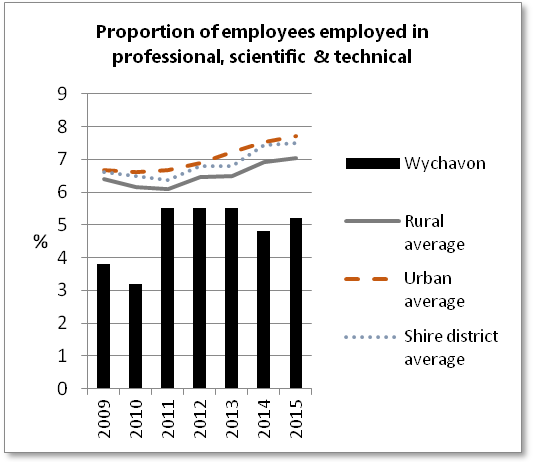 Proportion of employees employed in
professional, scientific & technical
9
8
7
6
5
4
3
2
1
0
%
2009
2010
2011
2012
2013
2014
2015
Wychavon
Rural
average
Urban
average
Shire district
average